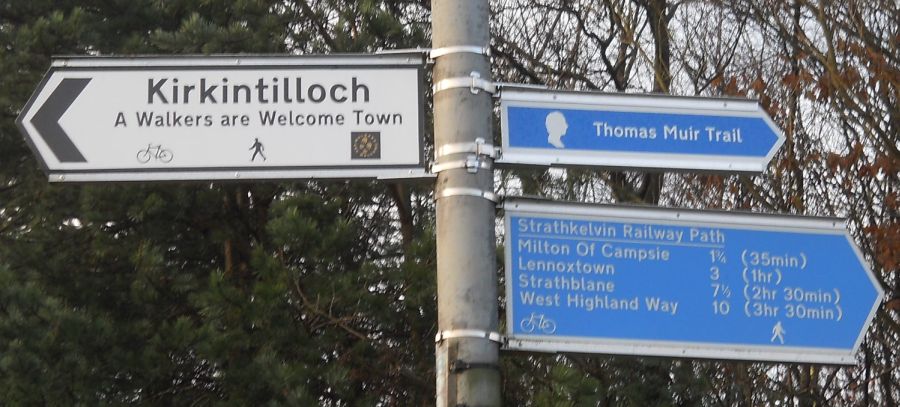 Kirkintilloch
A Walkers are Welcome Town
Thomas Muir Trail
Strathkelvin Railway Path
Milton Of Campsie 1¾ (35min)
Lennoxtown 3 (1hr)
Strathblane 7½ (2hr 30min)
West Highland Way 10 (3hr 30min)